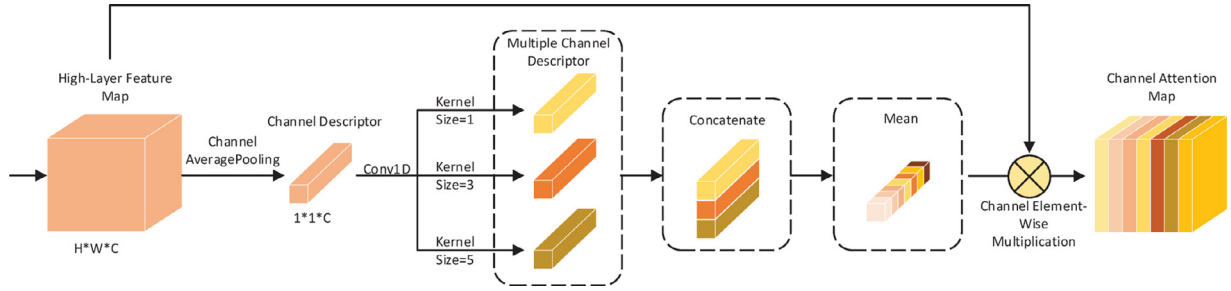 High-Layer Feature
Map
H*W*C
Channel
AveragePooling
Channel Descriptor
1*1*C
Conv1D
Kernel
Size=1
Kernel
Size=3
Kernel
Size=5
Multiple Channel
Descriptor
Concatenate
Mean
Channel Element-
Wise
Multiplication
Channel Attention
Map